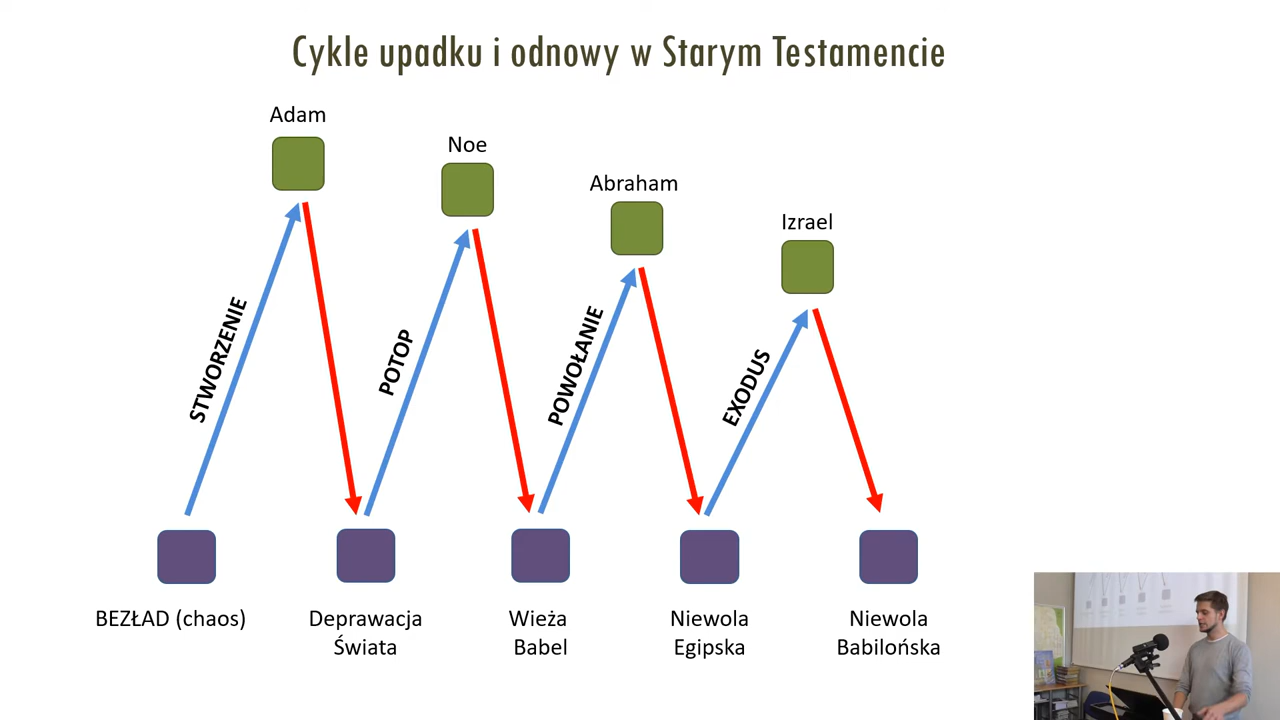 Cykle upadku i odnowy w Starym Testamencie
Adam
Noe
Abraham
Izrael
STWORZENIE
POTOP
POWOŁANIE
EXODUS
BEZŁAD (chaos)
Deprawacja
Świata
Wieża
Babel
Niewola
Egipska
Niewola
Babilońska